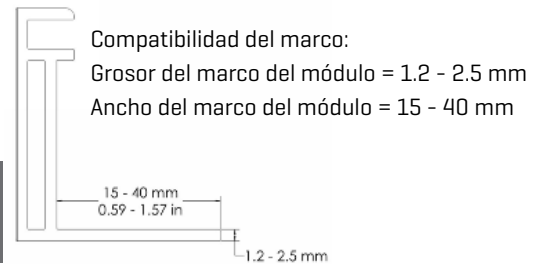 Compatibilidad del marco:
Grosor del marco del módulo = 1.2 - 2.5 mm
Ancho del marco del módulo = 15 - 40 mm
15 - 40 mm
0.59 - 1.57 in
1.2 - 2.5 mm